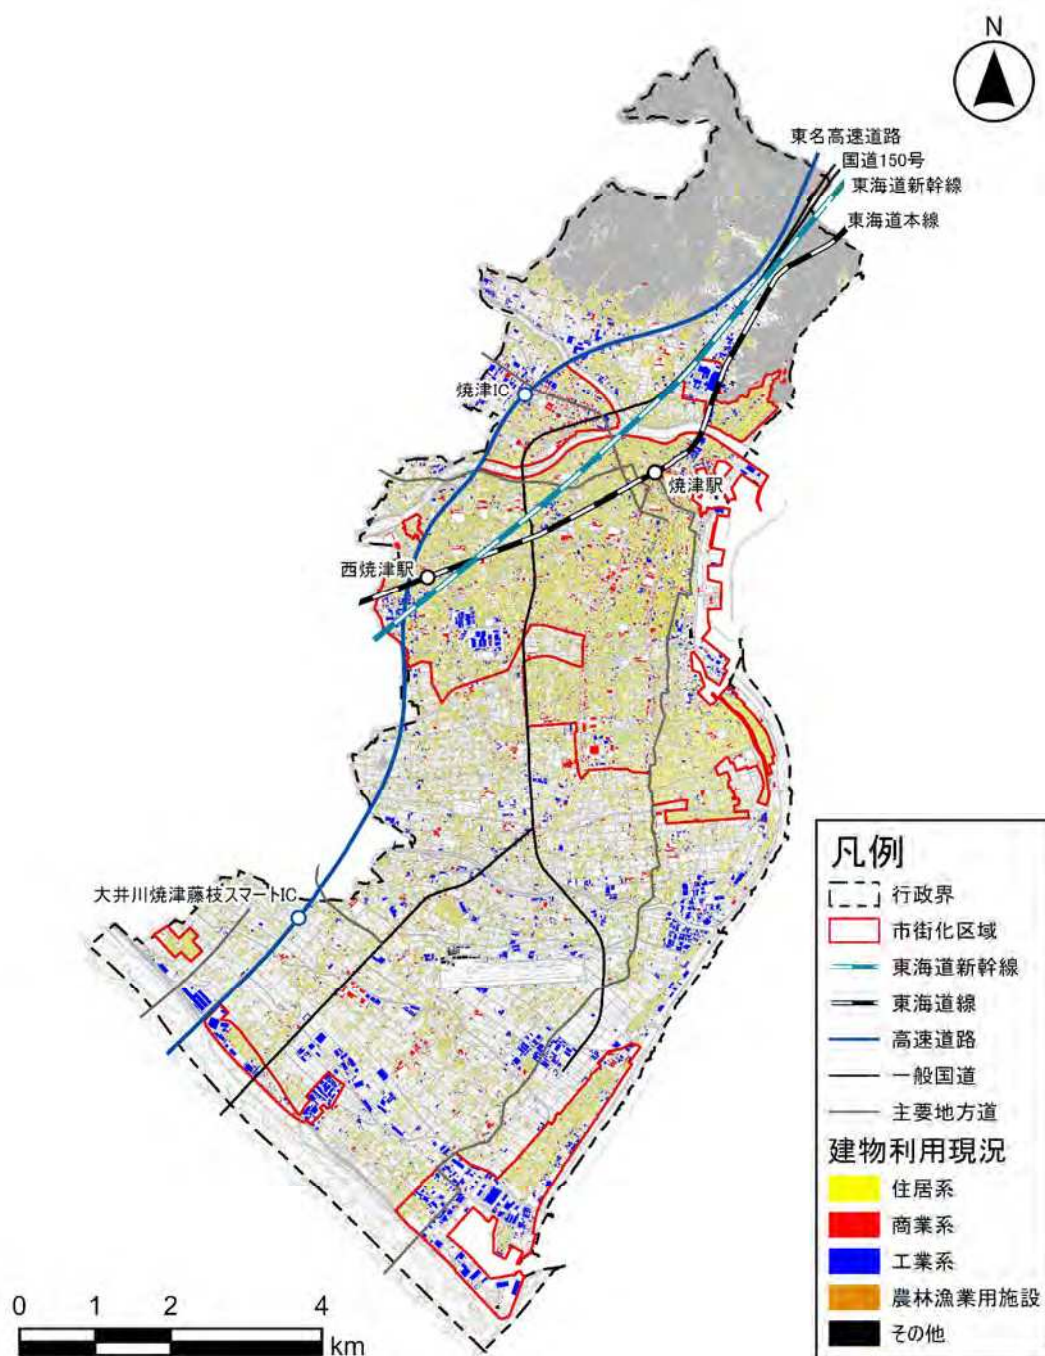 N
東名高速道路
国道150号
東海道新幹線
東海道本線
焼津IC
焼津駅
西焼津駅
大井川焼津藤枝スマートIC
凡例
行政界
市街化区域
東海道新幹線
東海道線
高速道路
一般国道
主要地方道
建物利用現況
住居系
商業系
工業系
農林漁業用施設
その他
0 1 2 4
km